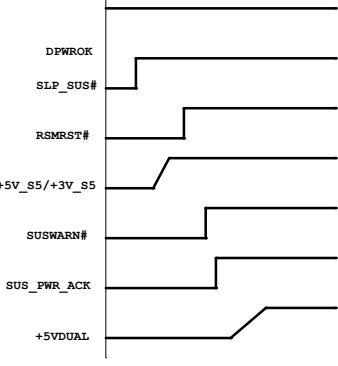 DPWROK
SLP_SUS#
RSMRST#
+5V_S5/+3V_S5
SUSWARN#
SUS_PWR_ACK
+5VDUAL